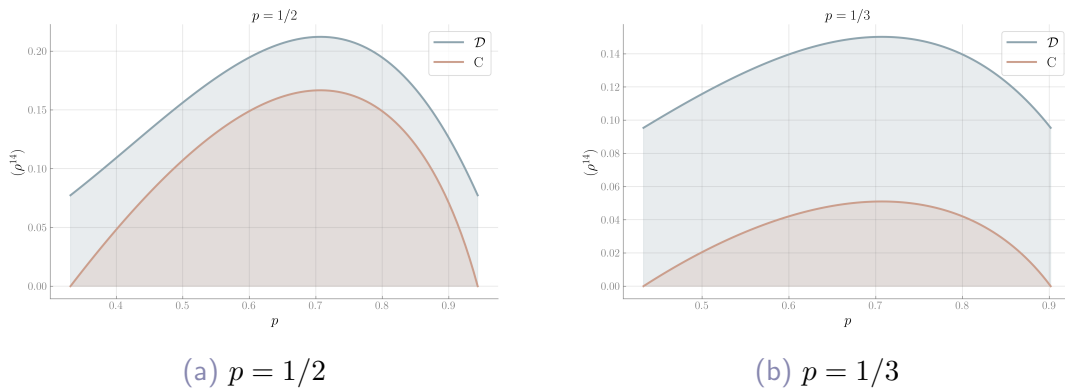 p = 1/2
𝒟
C
0.20
0.15
0.10
0.05
0.00
(ρ¹⁴)
0.4 0.5 0.6 0.7 0.8 0.9
p
(a) p = 1/2
p = 1/3
𝒟
C
0.14
0.12
0.10
0.08
0.06
0.04
0.02
0.00
(ρ¹⁴)
0.5 0.6 0.7 0.8 0.9
p
(b) p = 1/3